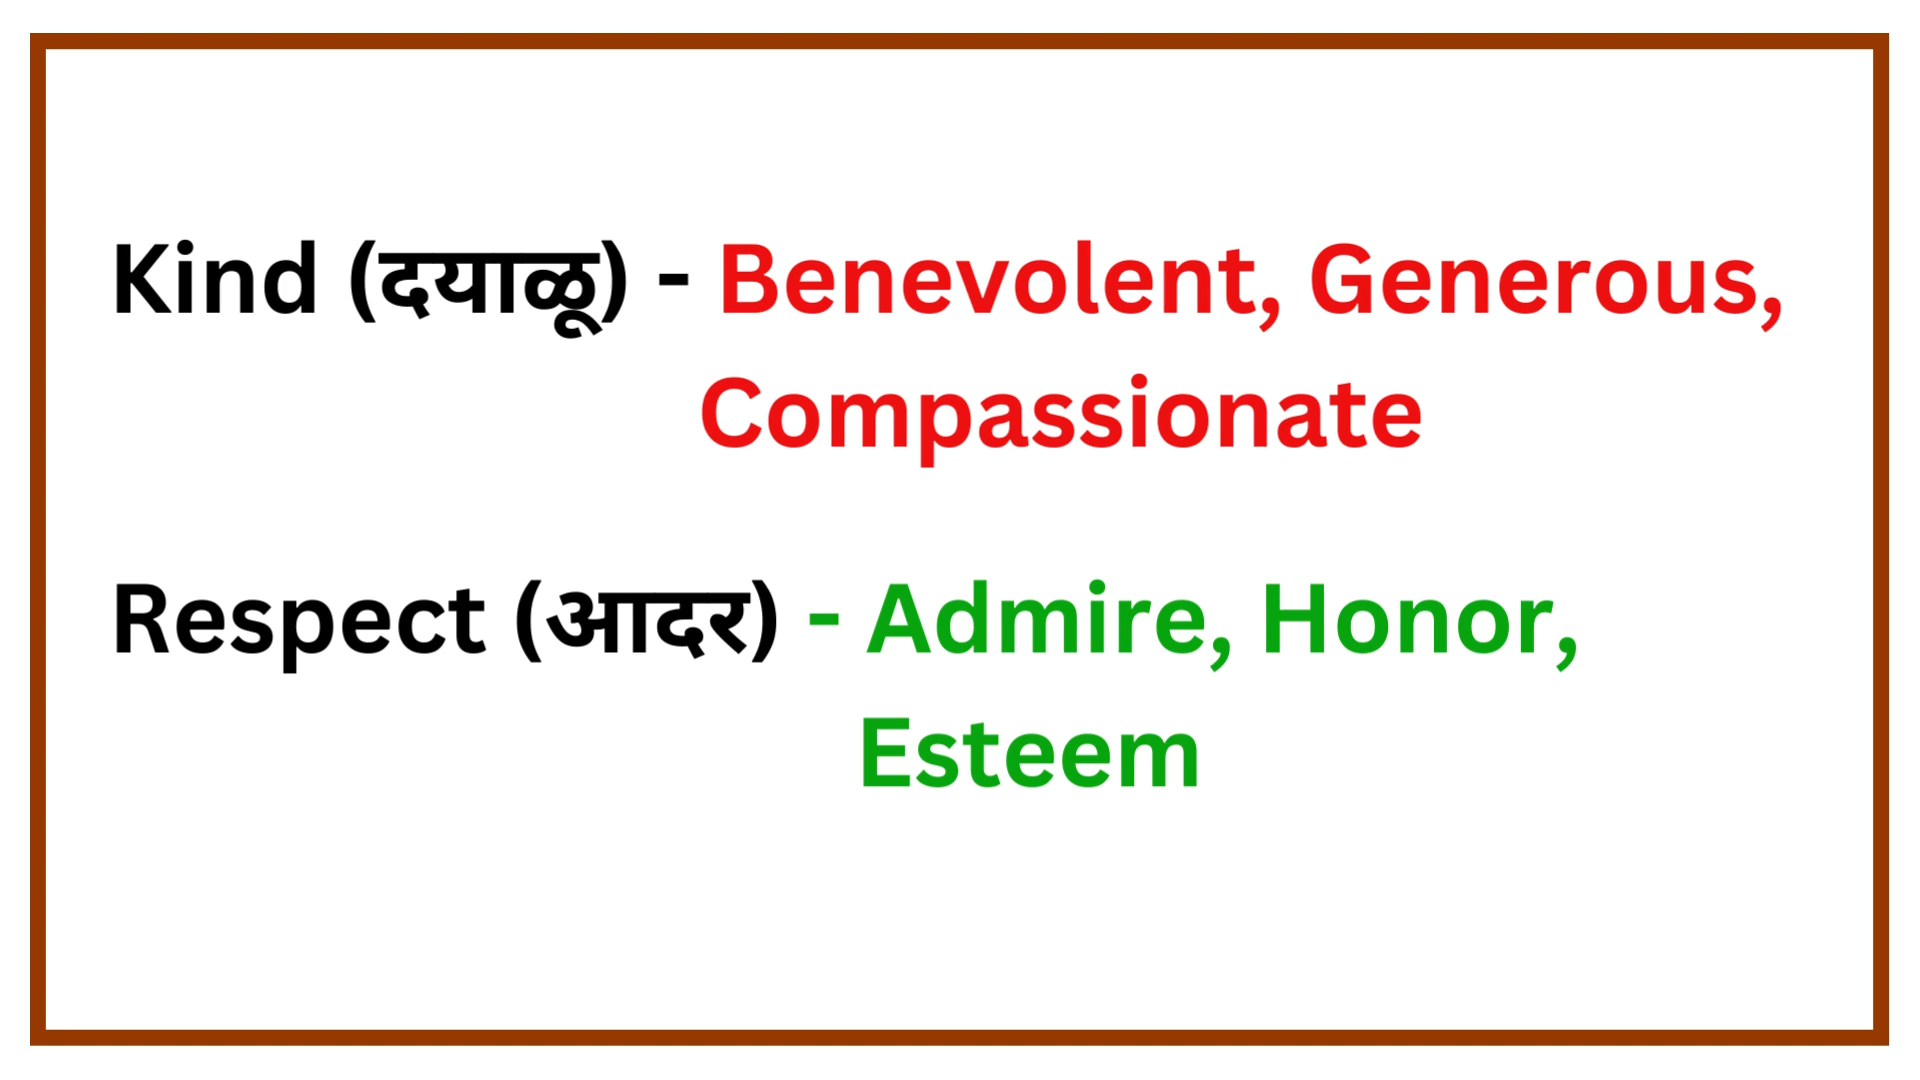 Kind (दयाळू) - Benevolent, Generous,
Compassionate
Respect (आदर) - Admire, Honor,
Esteem